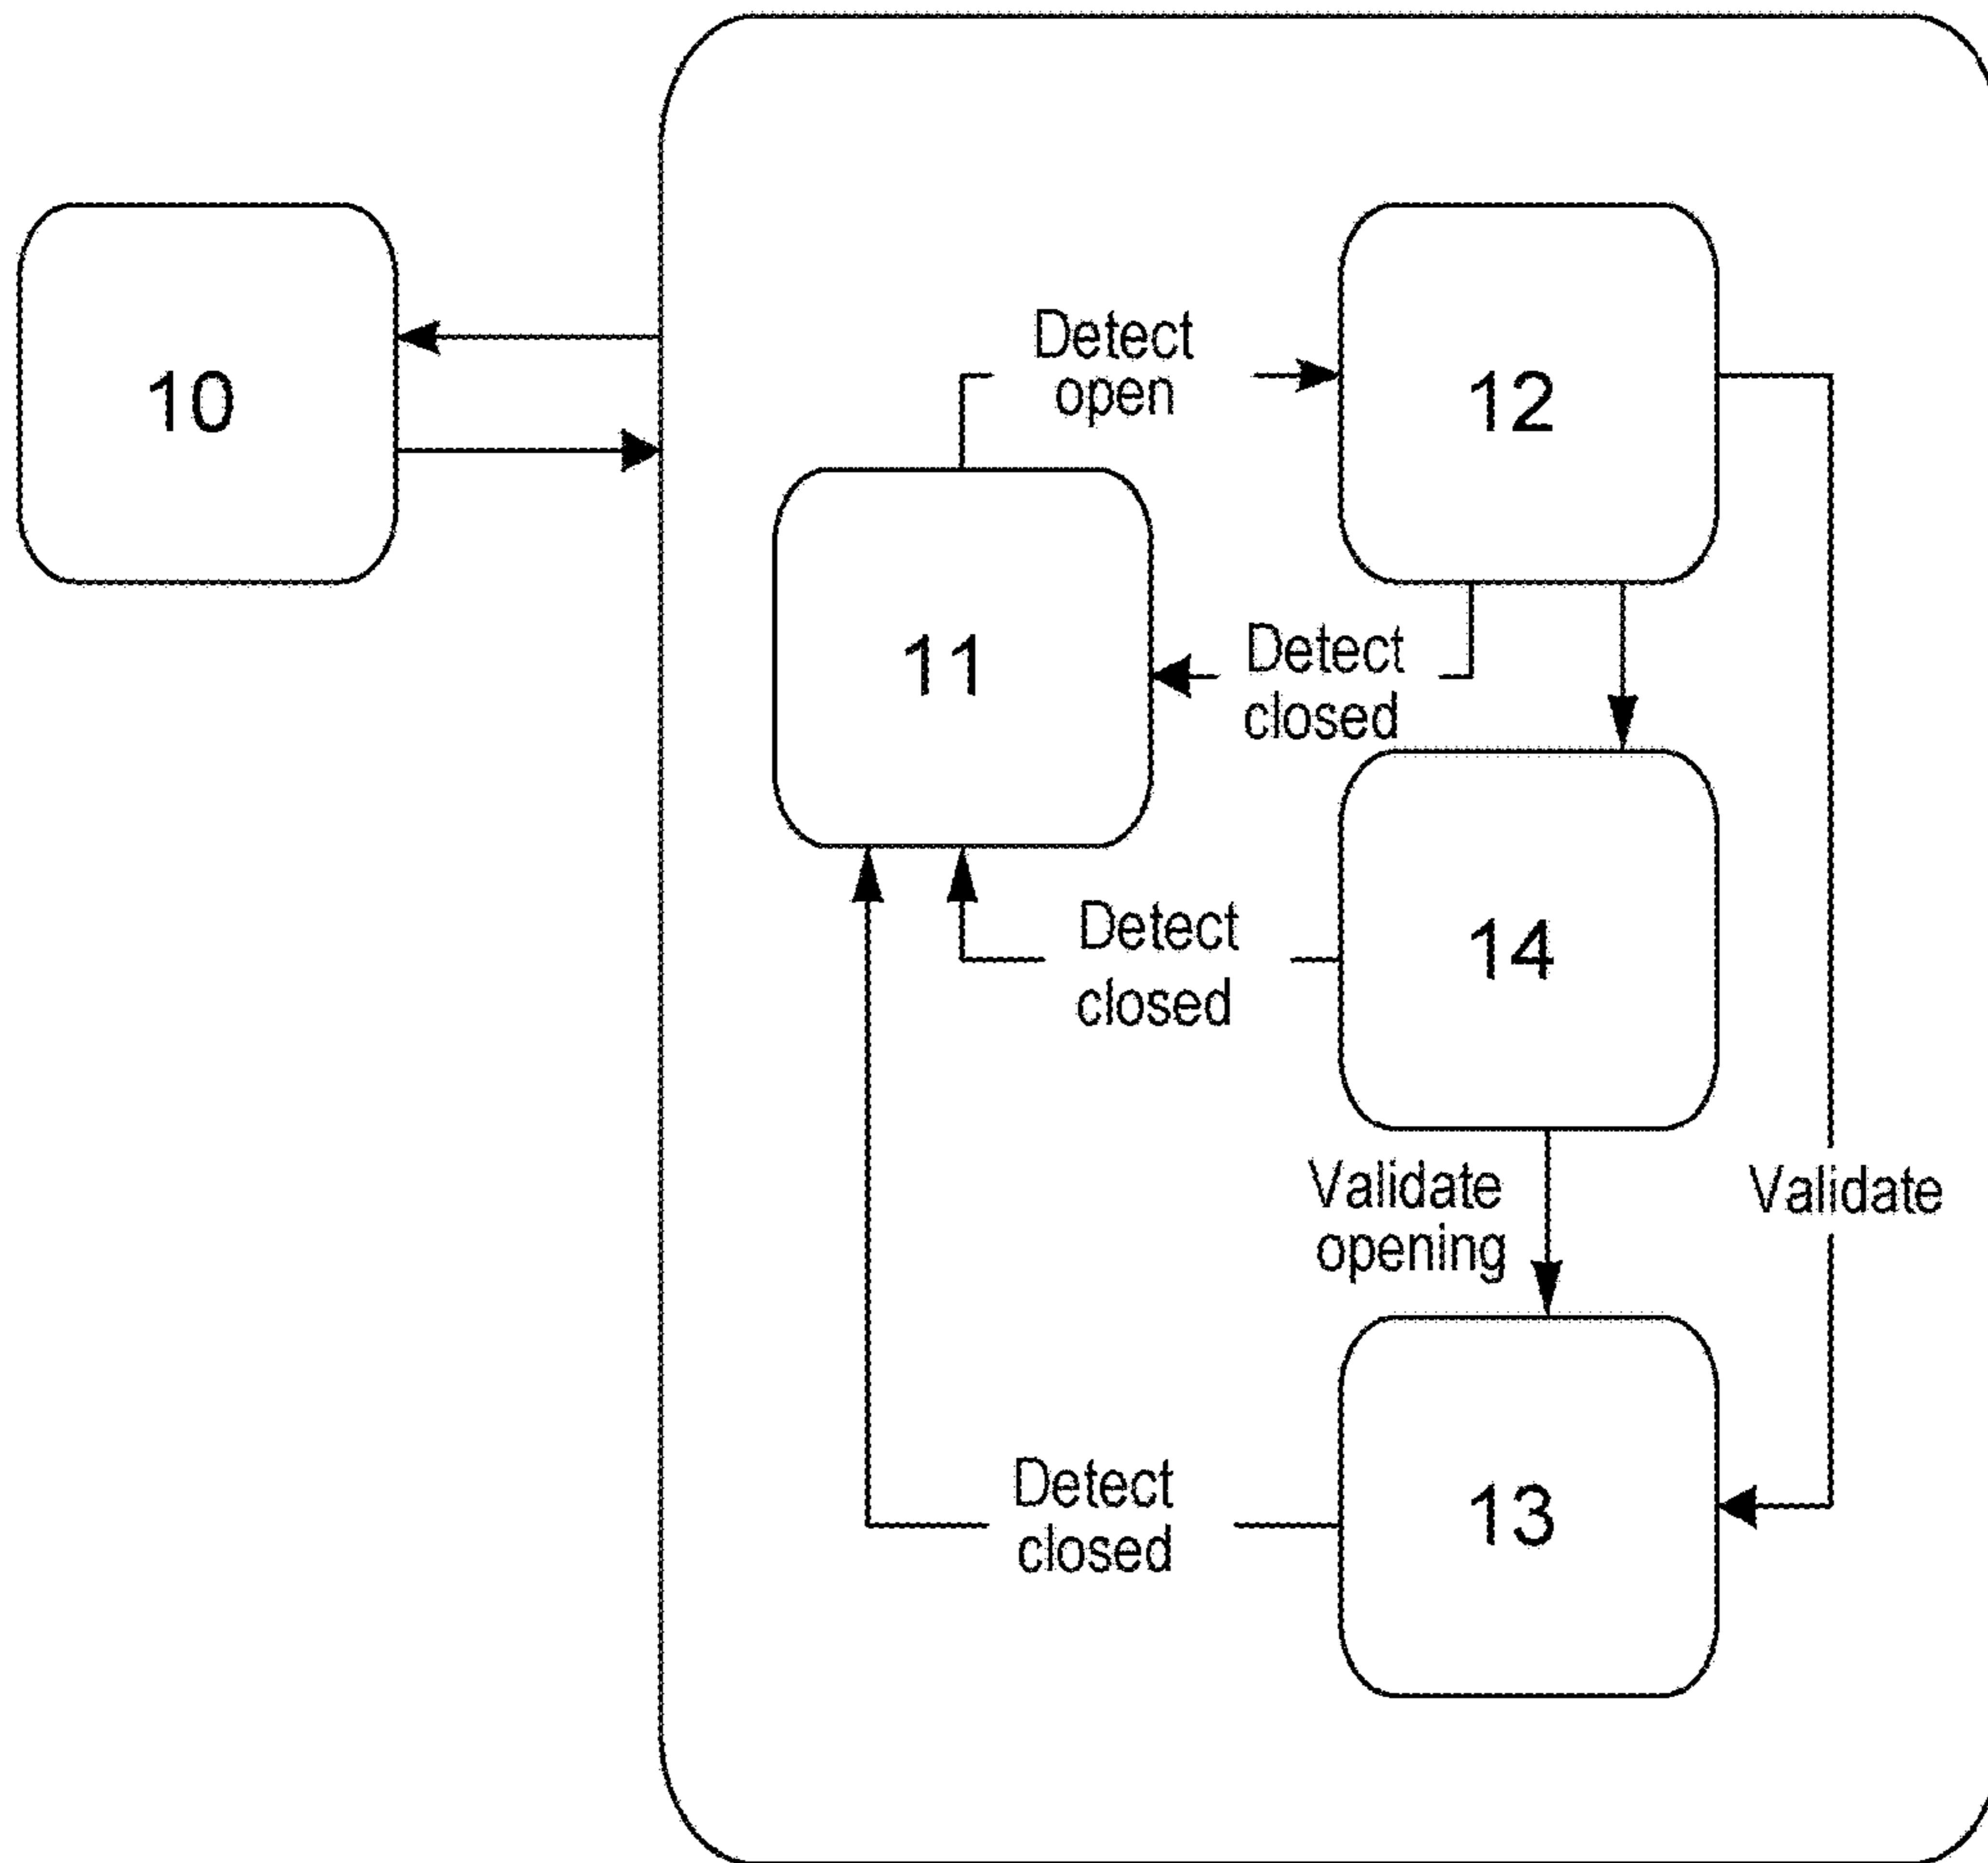 Detect
open
10
12
11
Detect
closed
Detect
closed
14
Validate
opening
Validate
Detect
closed
13